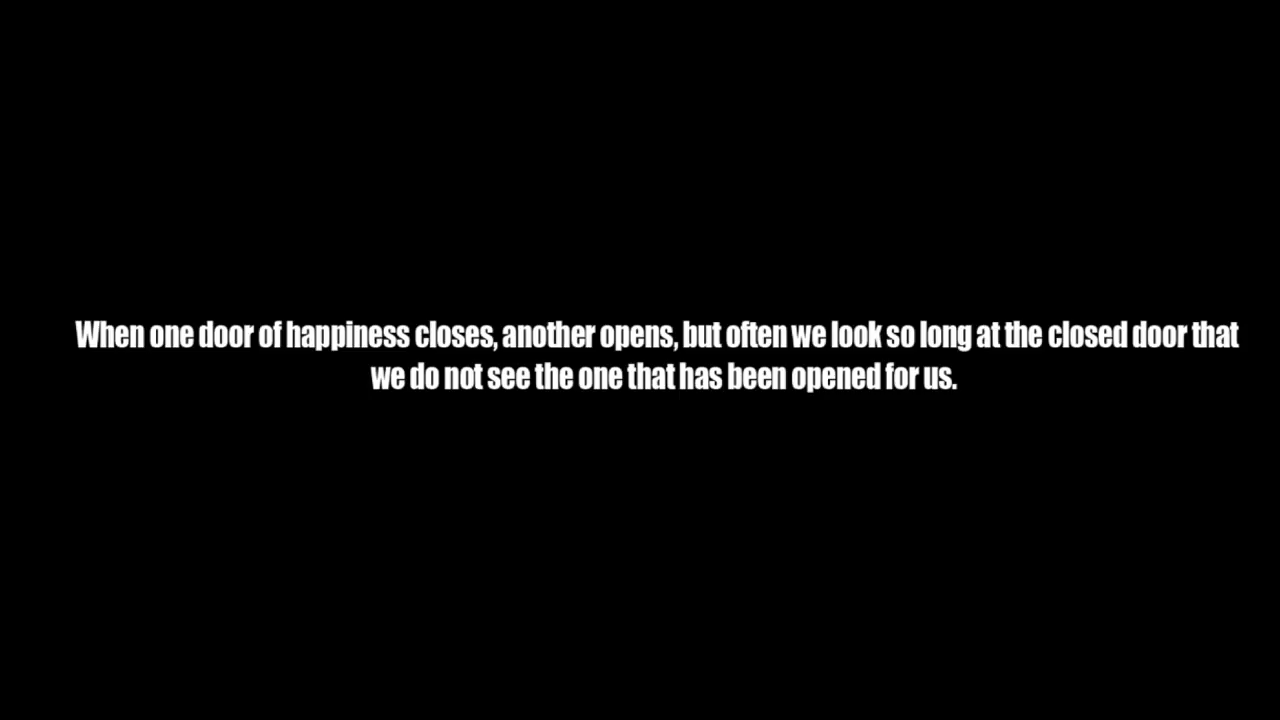 When one door of happiness closes, another opens, but often we look so long at the closed door that
we do not see the one that has been opened for us.